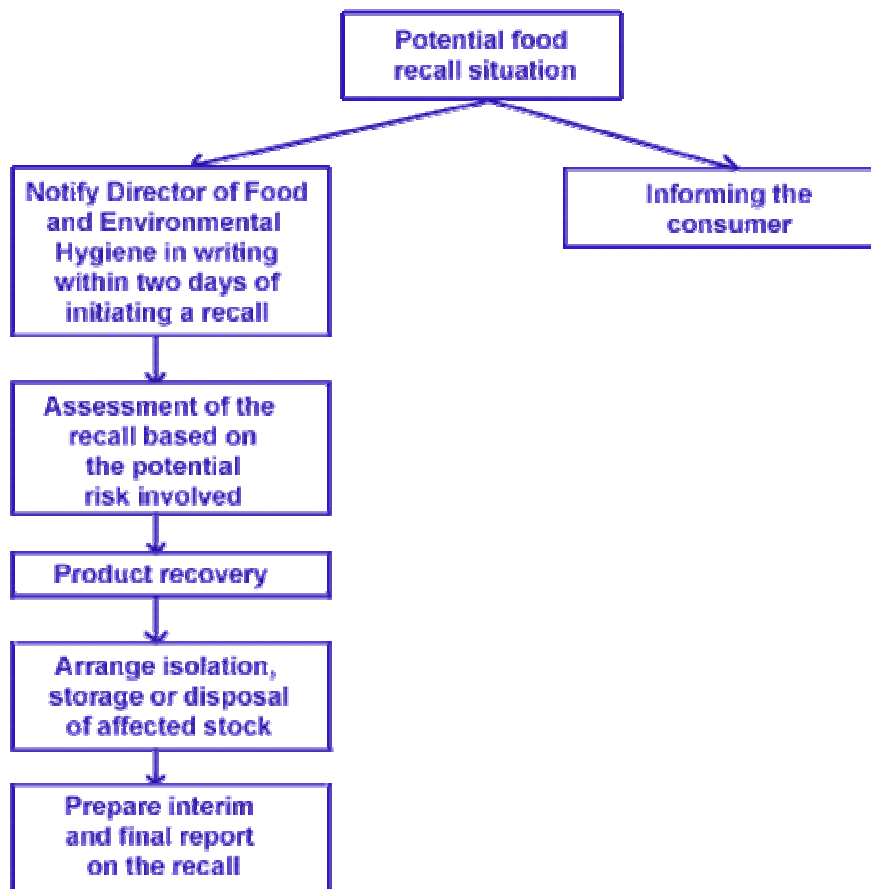 Potential food
recall situation
Notify Director of Food
and Environmental
Hygiene in writing
within two days of
initiating a recall
Informing the
consumer
Assessment of the
recall based on
the potential
risk involved
Product recovery
Arrange isolation,
storage or disposal
of affected stock
Prepare interim
and final report
on the recall